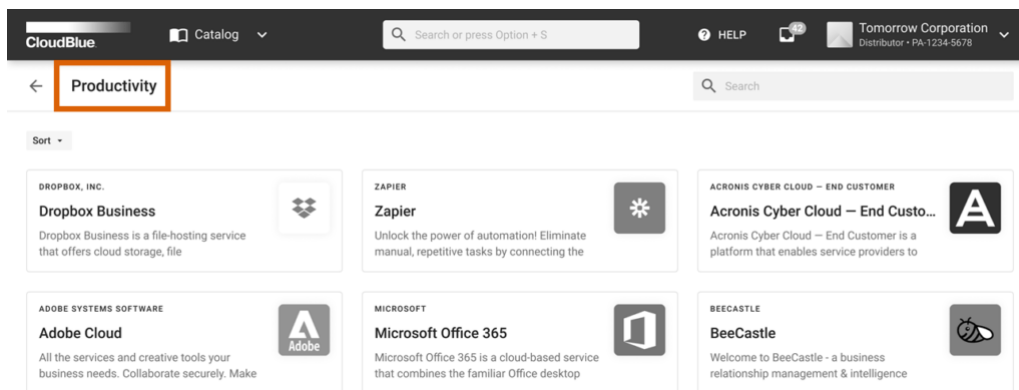 CloudBlue
Catalog
Search or press Option + S
HELP
42
Tomorrow Corporation
Distributor • PA-1234-5678
Productivity
Search
Sort
DROPBOX, INC.
Dropbox Business
Dropbox Business is a file-hosting service
that offers cloud storage, file
ZAPIER
Zapier
Unlock the power of automation! Eliminate
manual, repetitive tasks by connecting the
ACRONIS CYBER CLOUD — END CUSTOMER
Acronis Cyber Cloud — End Custo...
Acronis Cyber Cloud — End Customer is a
platform that enables service providers to
A
ADOBE SYSTEMS SOFTWARE
Adobe Cloud
All the services and creative tools your
business needs. Collaborate securely. Make
Adobe
MICROSOFT
Microsoft Office 365
Microsoft Office 365 is a cloud-based service
that combines the familiar Office desktop
BEECASTLE
BeeCastle
Welcome to BeeCastle - a business
relationship management & intelligence